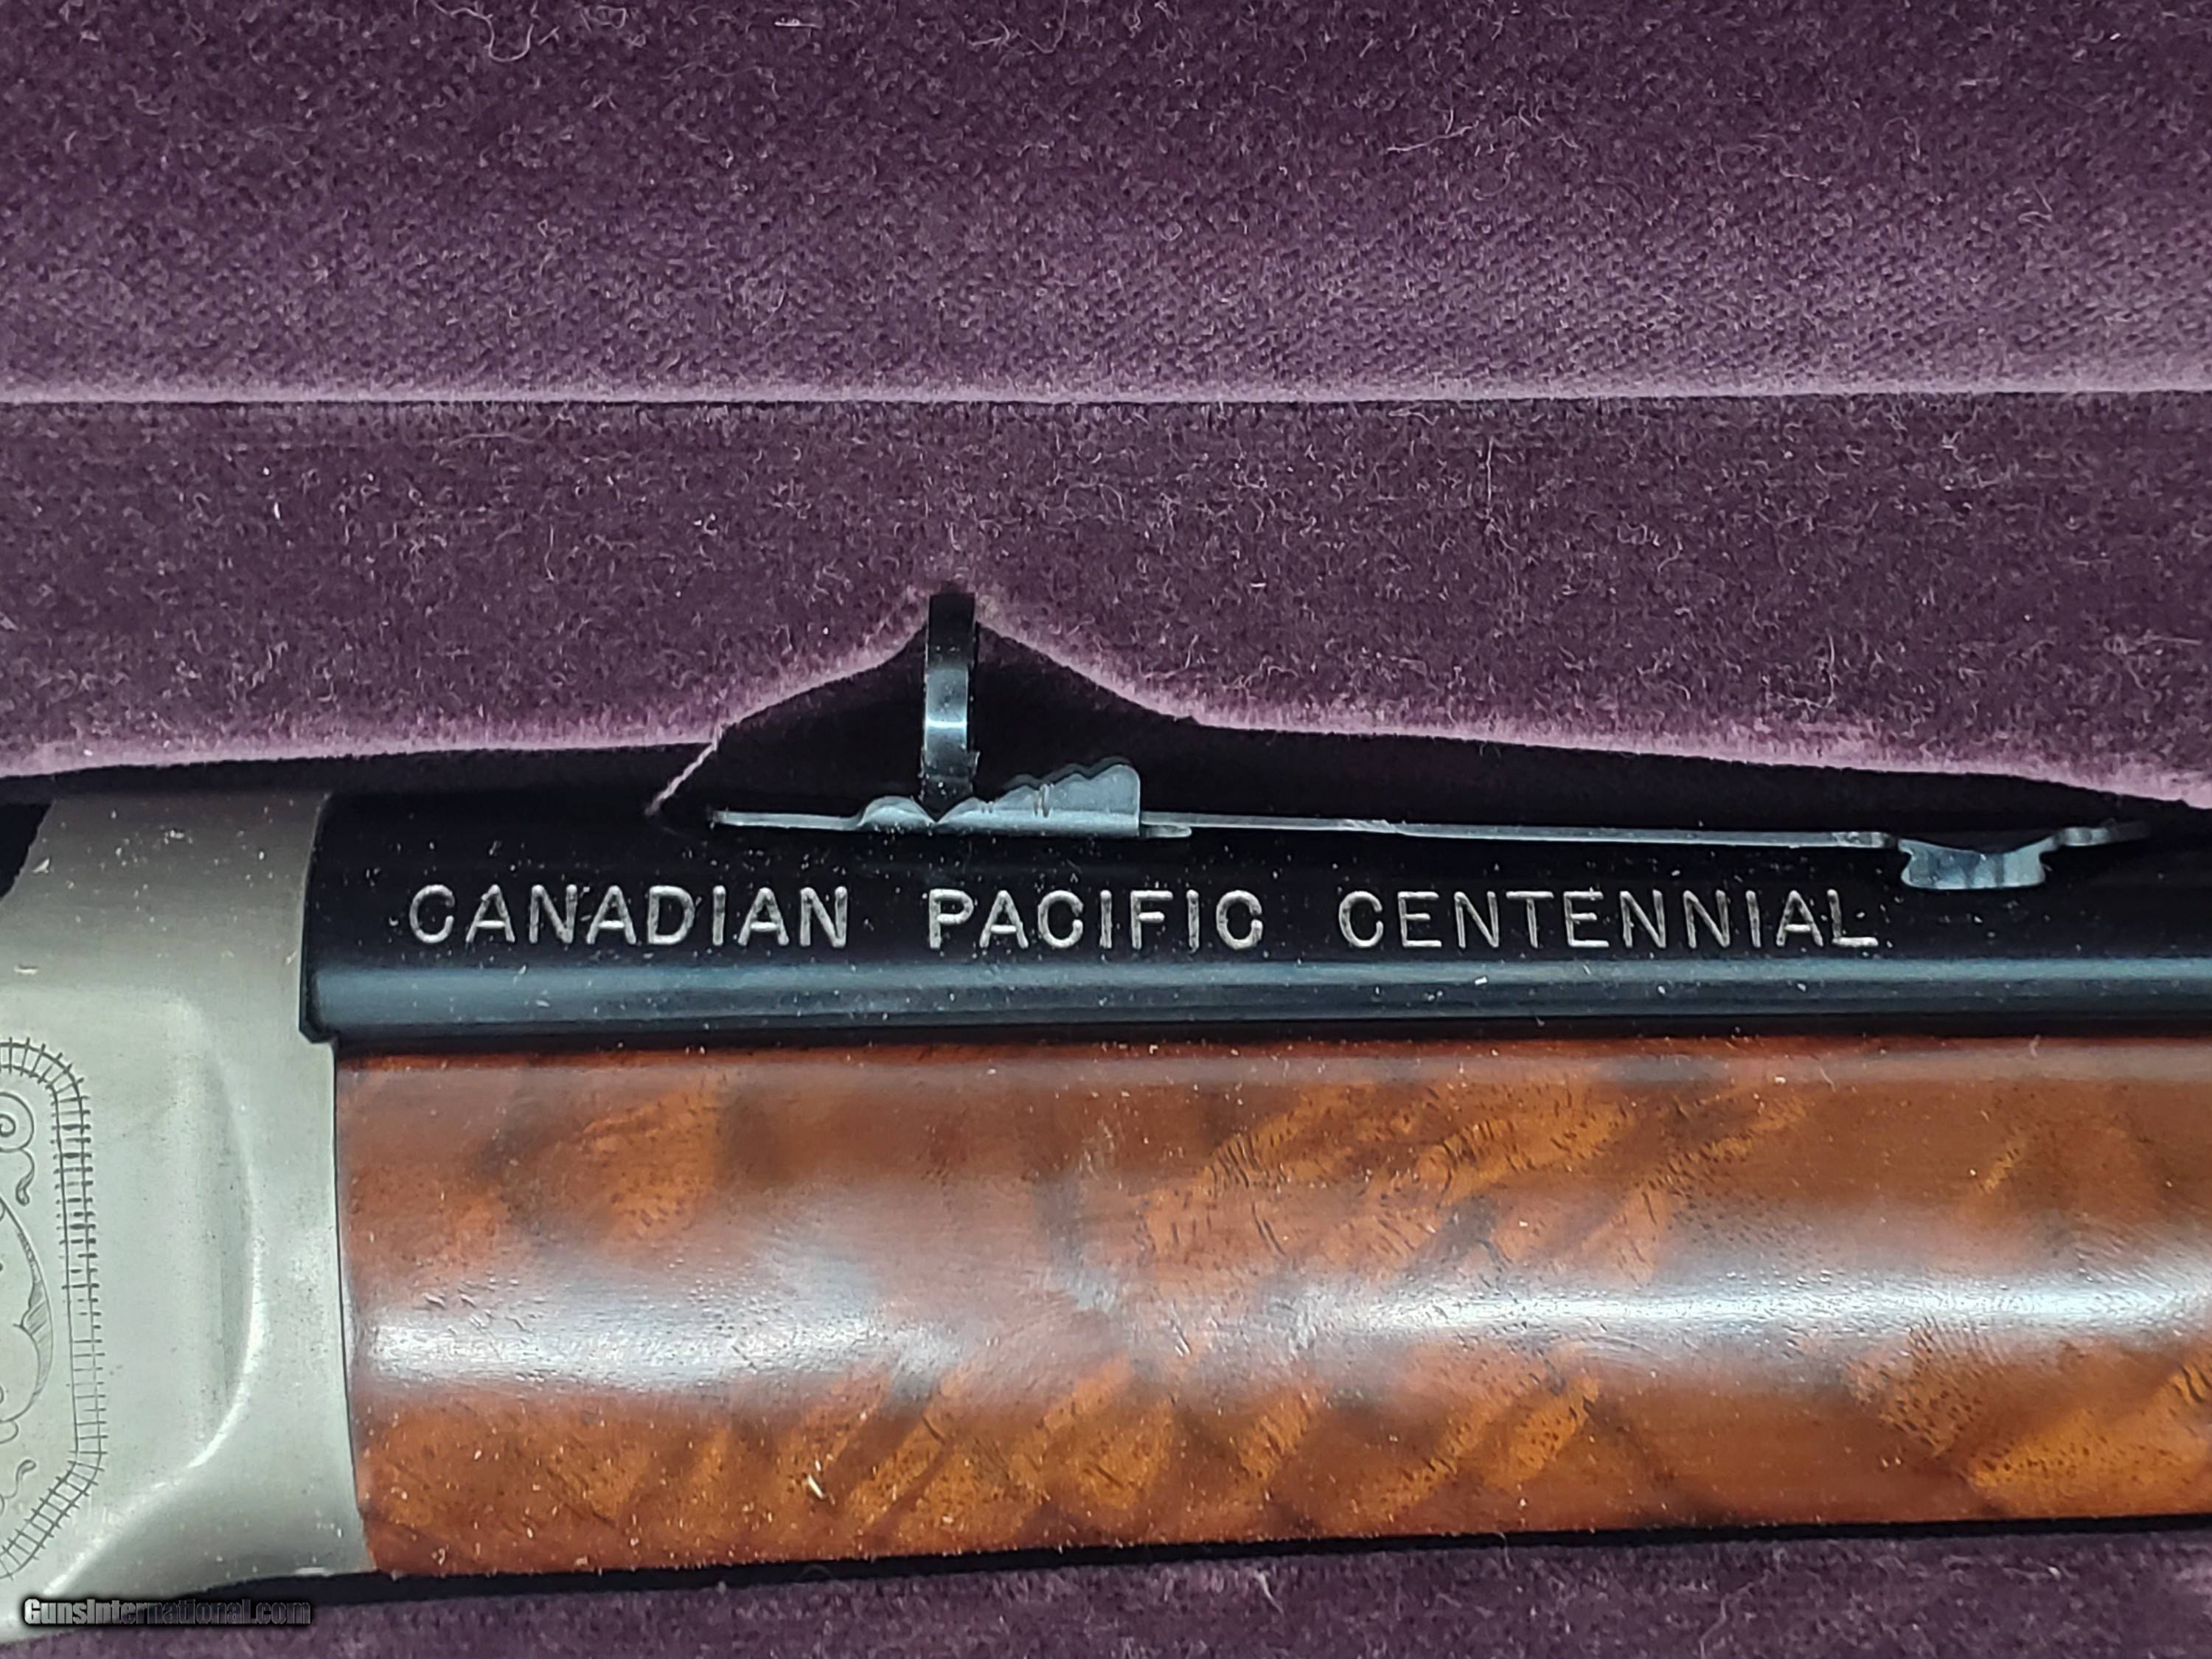 CANADIAN PACIFIC CENTENNIAL
GunsInternational.com